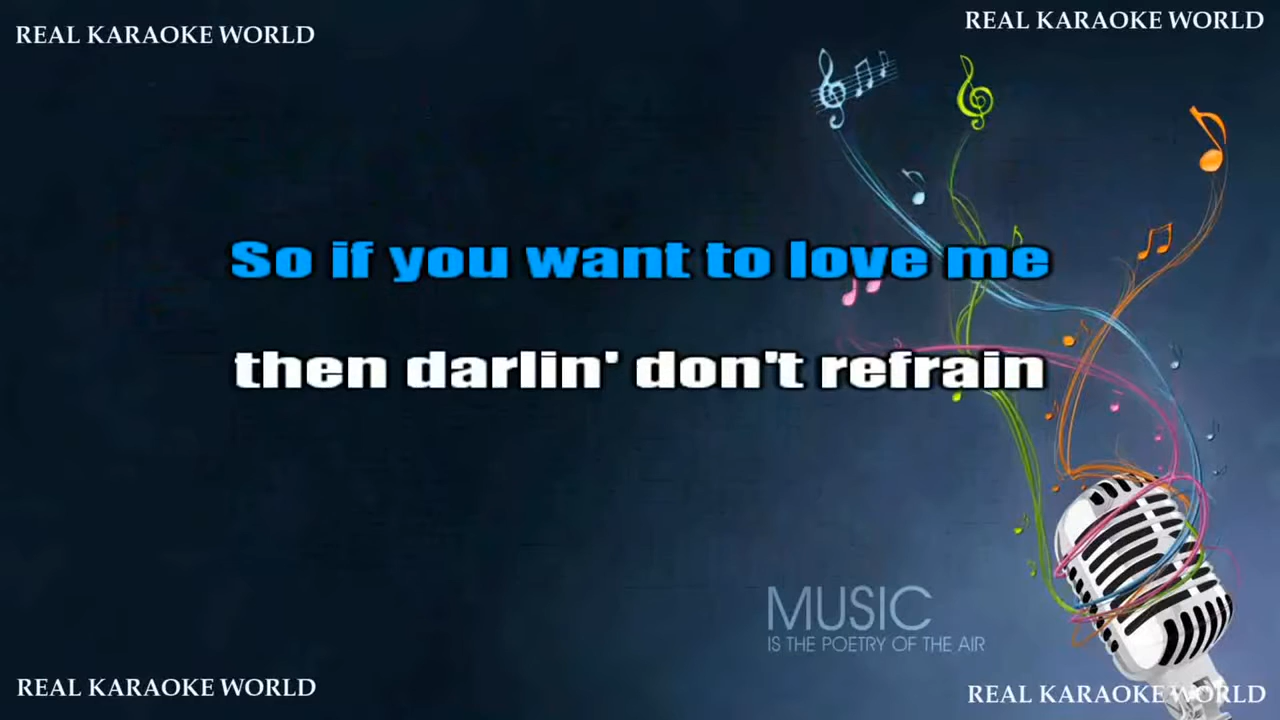 REAL KARAOKE WORLD
REAL KARAOKE WORLD
So if you want to love me
then darlin' don't refrain
MUSIC
IS THE POETRY OF THE AIR
REAL KARAOKE WORLD
REAL KARAOKE WORLD